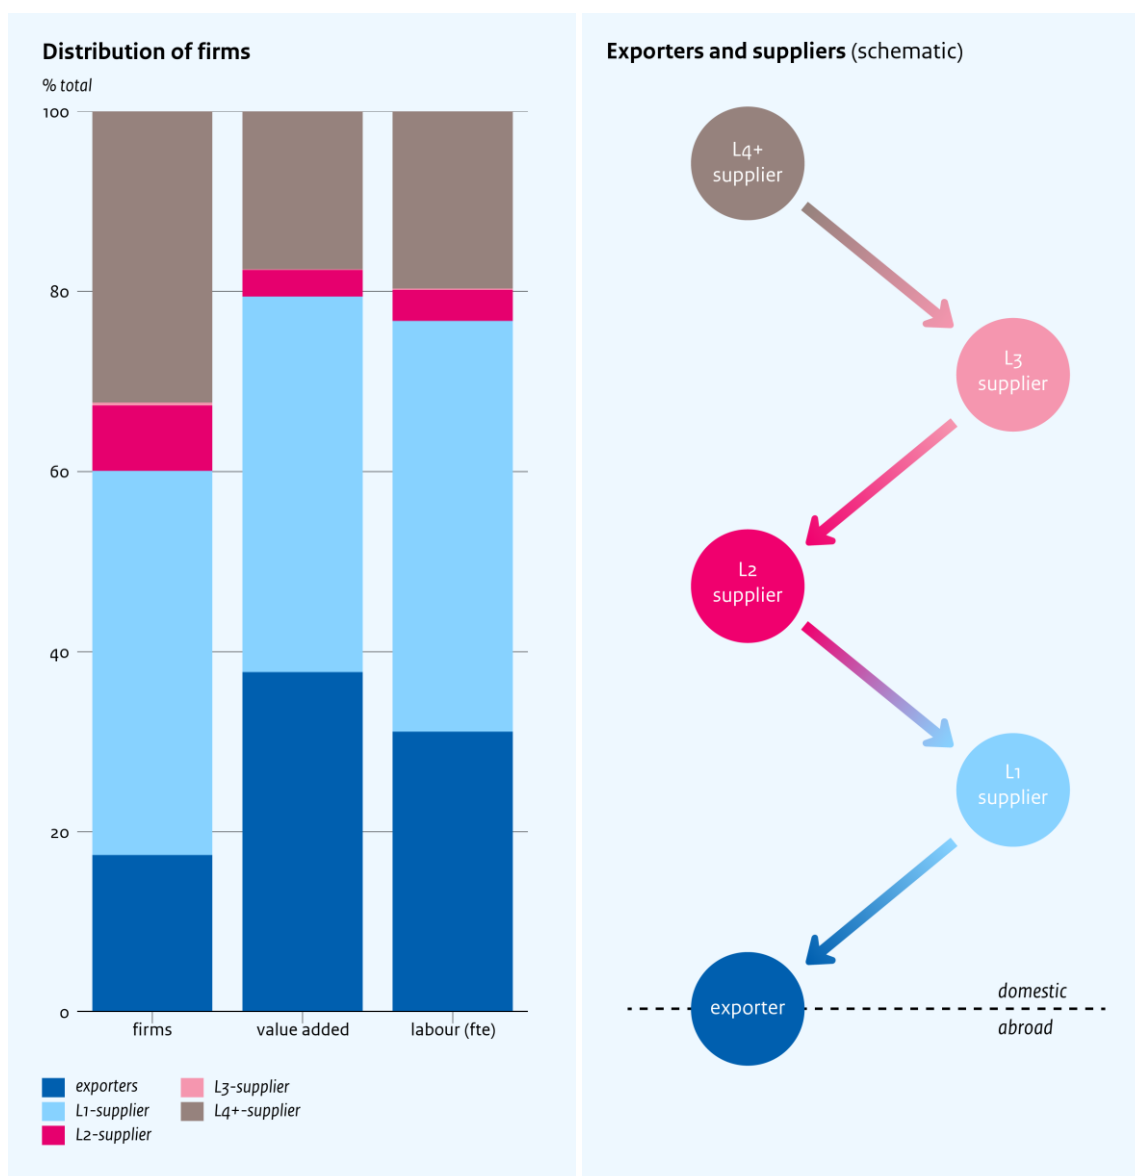 Distribution of firms
% total
100
80
60
40
20
0
firms
value added
labour (fte)
exporters
L1-supplier
L2-supplier
L3-supplier
L4+-supplier
Exporters and suppliers (schematic)
L4+
supplier
L3
supplier
L2
supplier
L1
supplier
exporter
domestic
abroad